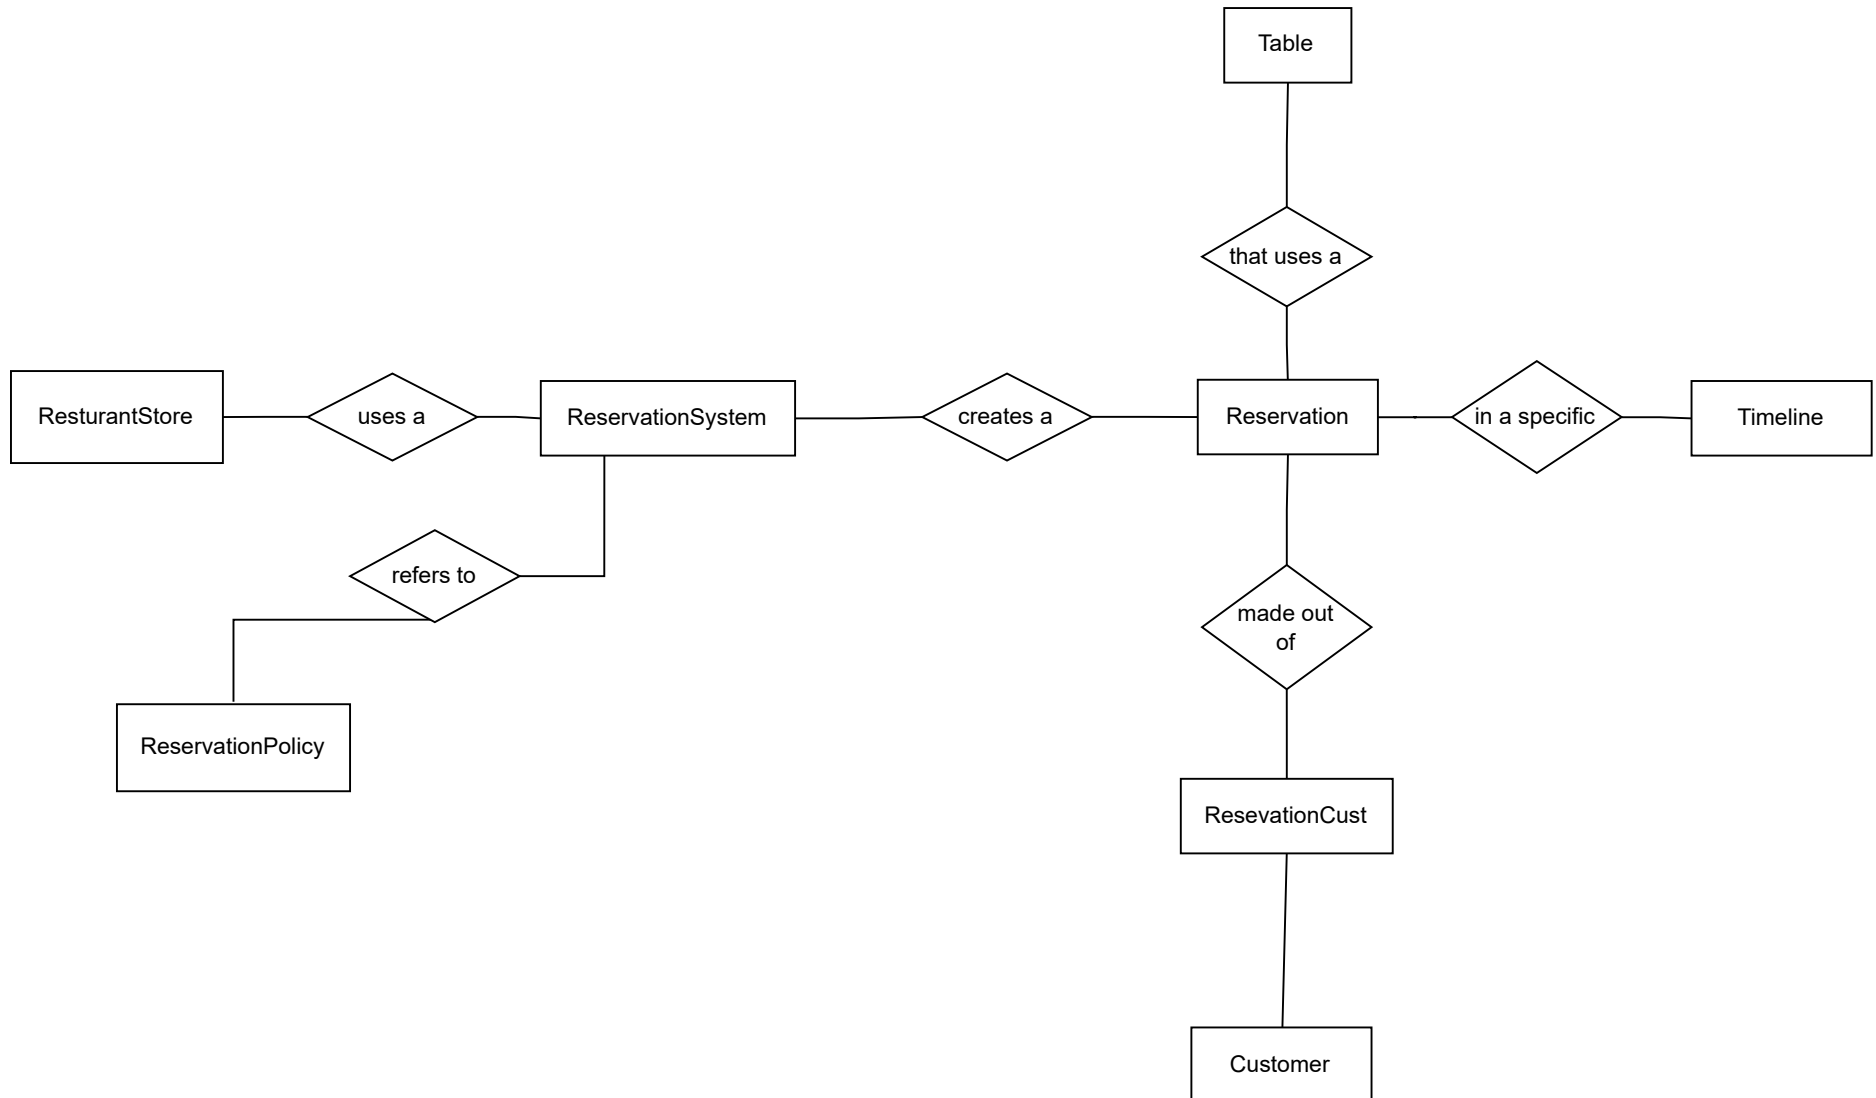 Table
that uses a
ResturantStore
uses a
ReservationSystem
creates a
Reservation
in a specific
Timeline
refers to
made out
of
ReservationPolicy
ResevationCust
Customer